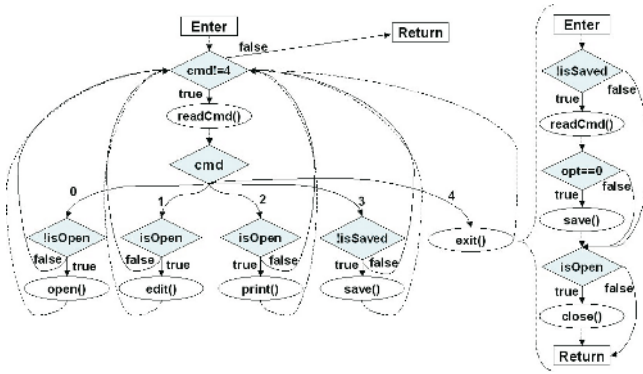 Enter
false
Return
cmd!=4
true
readCmd()
cmd
0
1
2
3
4
!isOpen
isOpen
isOpen
!isSaved
exit()
false
true
false
true
true
false
true
false
open()
edit()
print()
save()
Enter
!isSaved
true
false
readCmd()
opt==0
true
false
save()
isOpen
true
false
close()
Return